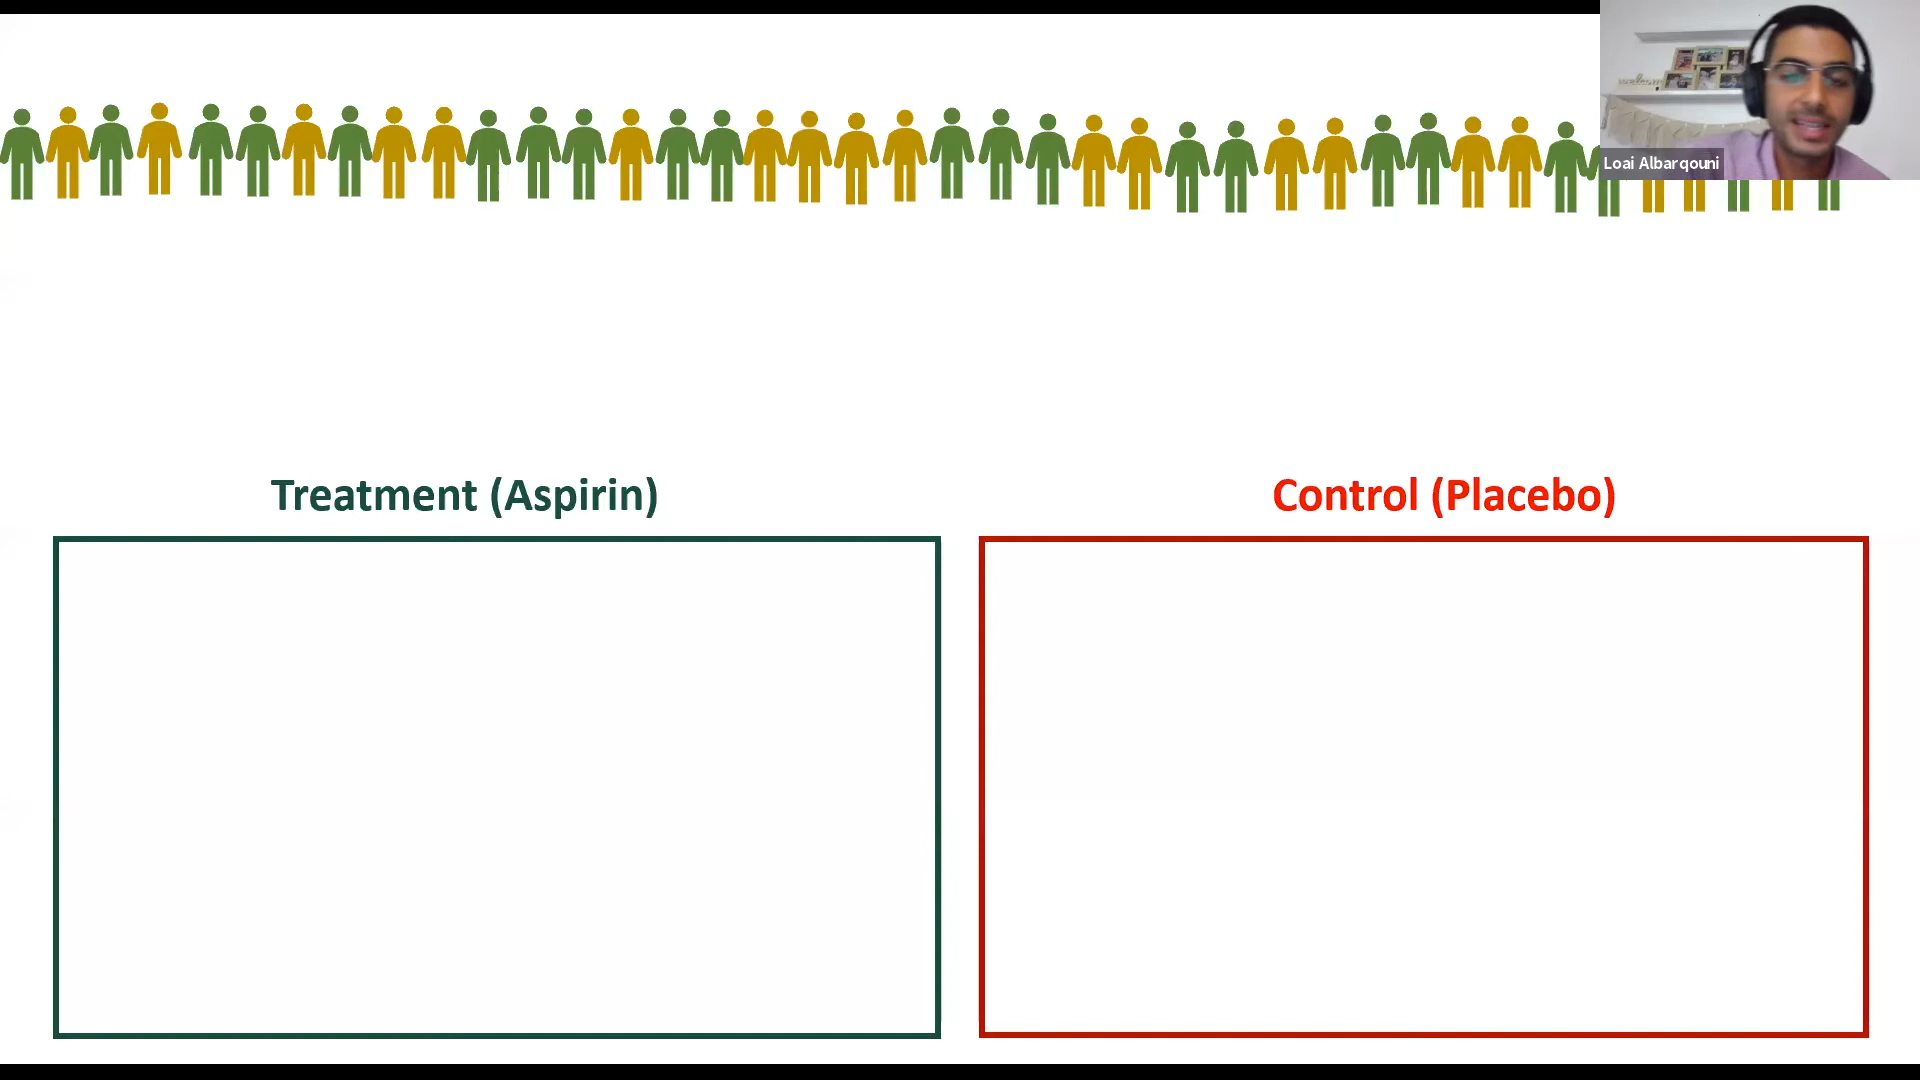 Loai Albarqouni
Treatment (Aspirin)
Control (Placebo)